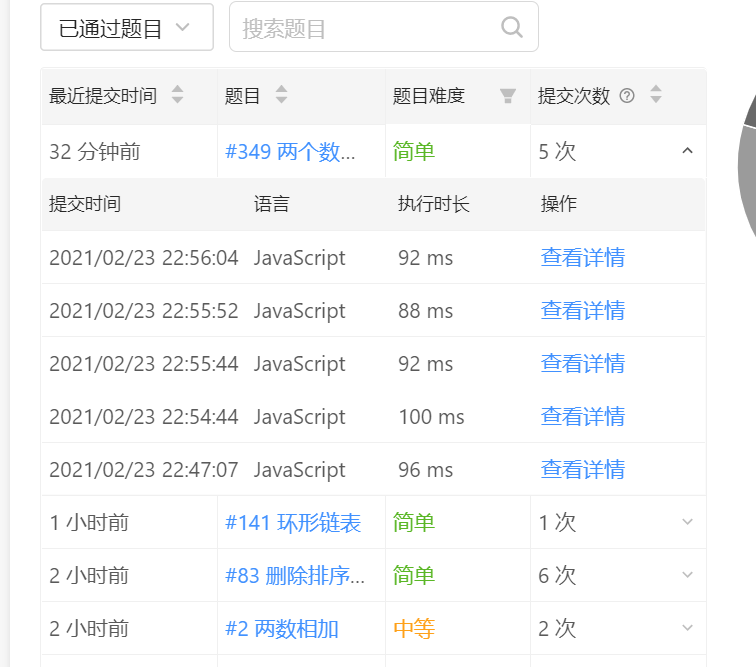 已通过题目 搜索题目
最近提交时间 题目 题目难度 提交次数 ?
32 分钟前 #349 两个数... 简单 5 次
提交时间 语言 执行时长 操作
2021/02/23 22:56:04 JavaScript 92 ms 查看详情
2021/02/23 22:55:52 JavaScript 88 ms 查看详情
2021/02/23 22:55:44 JavaScript 92 ms 查看详情
2021/02/23 22:54:44 JavaScript 100 ms 查看详情
2021/02/23 22:47:07 JavaScript 96 ms 查看详情
1 小时前 #141 环形链表 简单 1 次
2 小时前 #83 删除排序... 简单 6 次
2 小时前 #2 两数相加 中等 2 次